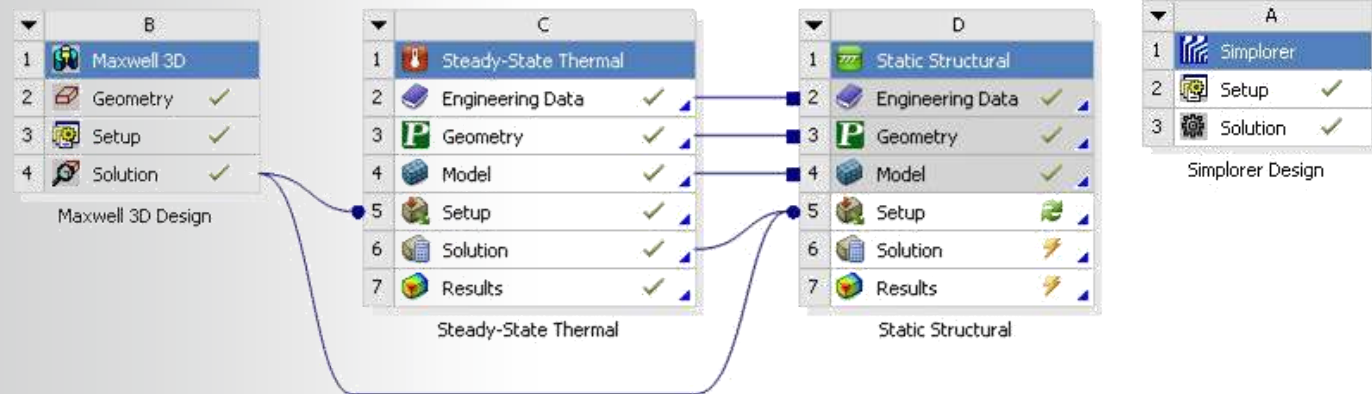 B
1 Maxwell 3D
2 Geometry
3 Setup
4 Solution
Maxwell 3D Design
C
1 Steady-State Thermal
2 Engineering Data
3 P Geometry
4 Model
5 Setup
6 Solution
7 Results
Steady-State Thermal
D
1 Static Structural
2 Engineering Data
3 P Geometry
4 Model
5 Setup
6 Solution
7 Results
Static Structural
A
1 Simplorer
2 Setup
3 Solution
Simplorer Design